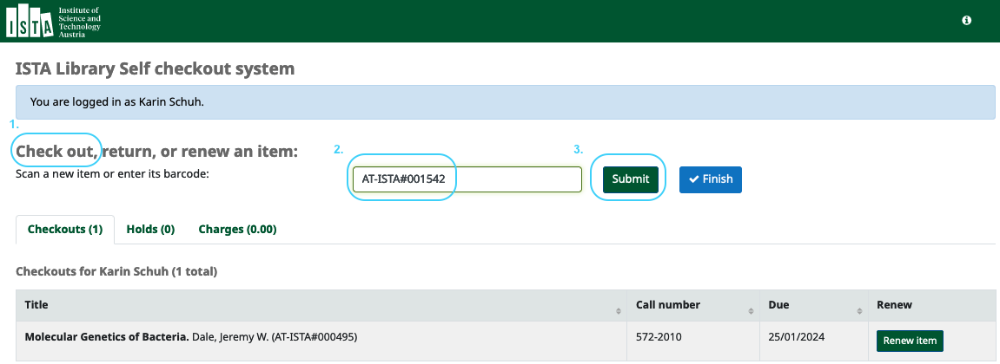 ISTA
Institute of
Science and
Technology
Austria
ISTA Library Self checkout system
You are logged in as Karin Schuh.
1.
Check out, return, or renew an item:
2.
3.
Scan a new item or enter its barcode:
AT-ISTA#001542
Submit
Finish
Checkouts (1) Holds (0) Charges (0.00)
Checkouts for Karin Schuh (1 total)
Title Call number Due Renew
Molecular Genetics of Bacteria. Dale, Jeremy W. (AT-ISTA#000495) 572-2010 25/01/2024 Renew item